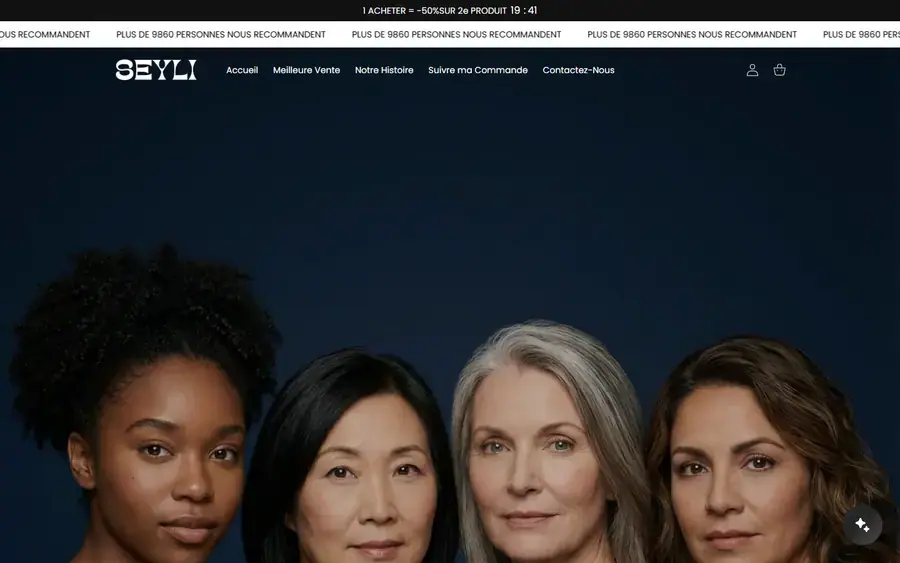 1 ACHETER = -50%SUR 2e PRODUIT 19 : 41
OUS RECOMMANDENT PLUS DE 9860 PERSONNES NOUS RECOMMANDENT PLUS DE 9860 PERSONNES NOUS RECOMMANDENT PLUS DE 9860 PERSONNES NOUS RECOMMANDENT PLUS DE 9860 PERS
SEYLI Accueil Meilleure Vente Notre Histoire Suivre ma Commande Contactez-Nous